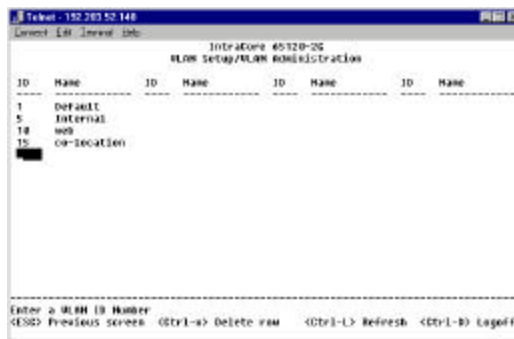 Telnet - 192.203.52.140
Connect Edit Terminal Help
IntraCore 65120-2G
VLAN Setup/VLAN Administration
ID Name ID Name ID Name ID Name
1 Default
5 Internal
10 web
15 co-location
Enter a VLAN ID Number
<ESC> Previous screen <Ctrl-w> Delete row <Ctrl-L> Refresh <Ctrl-D> Logoff